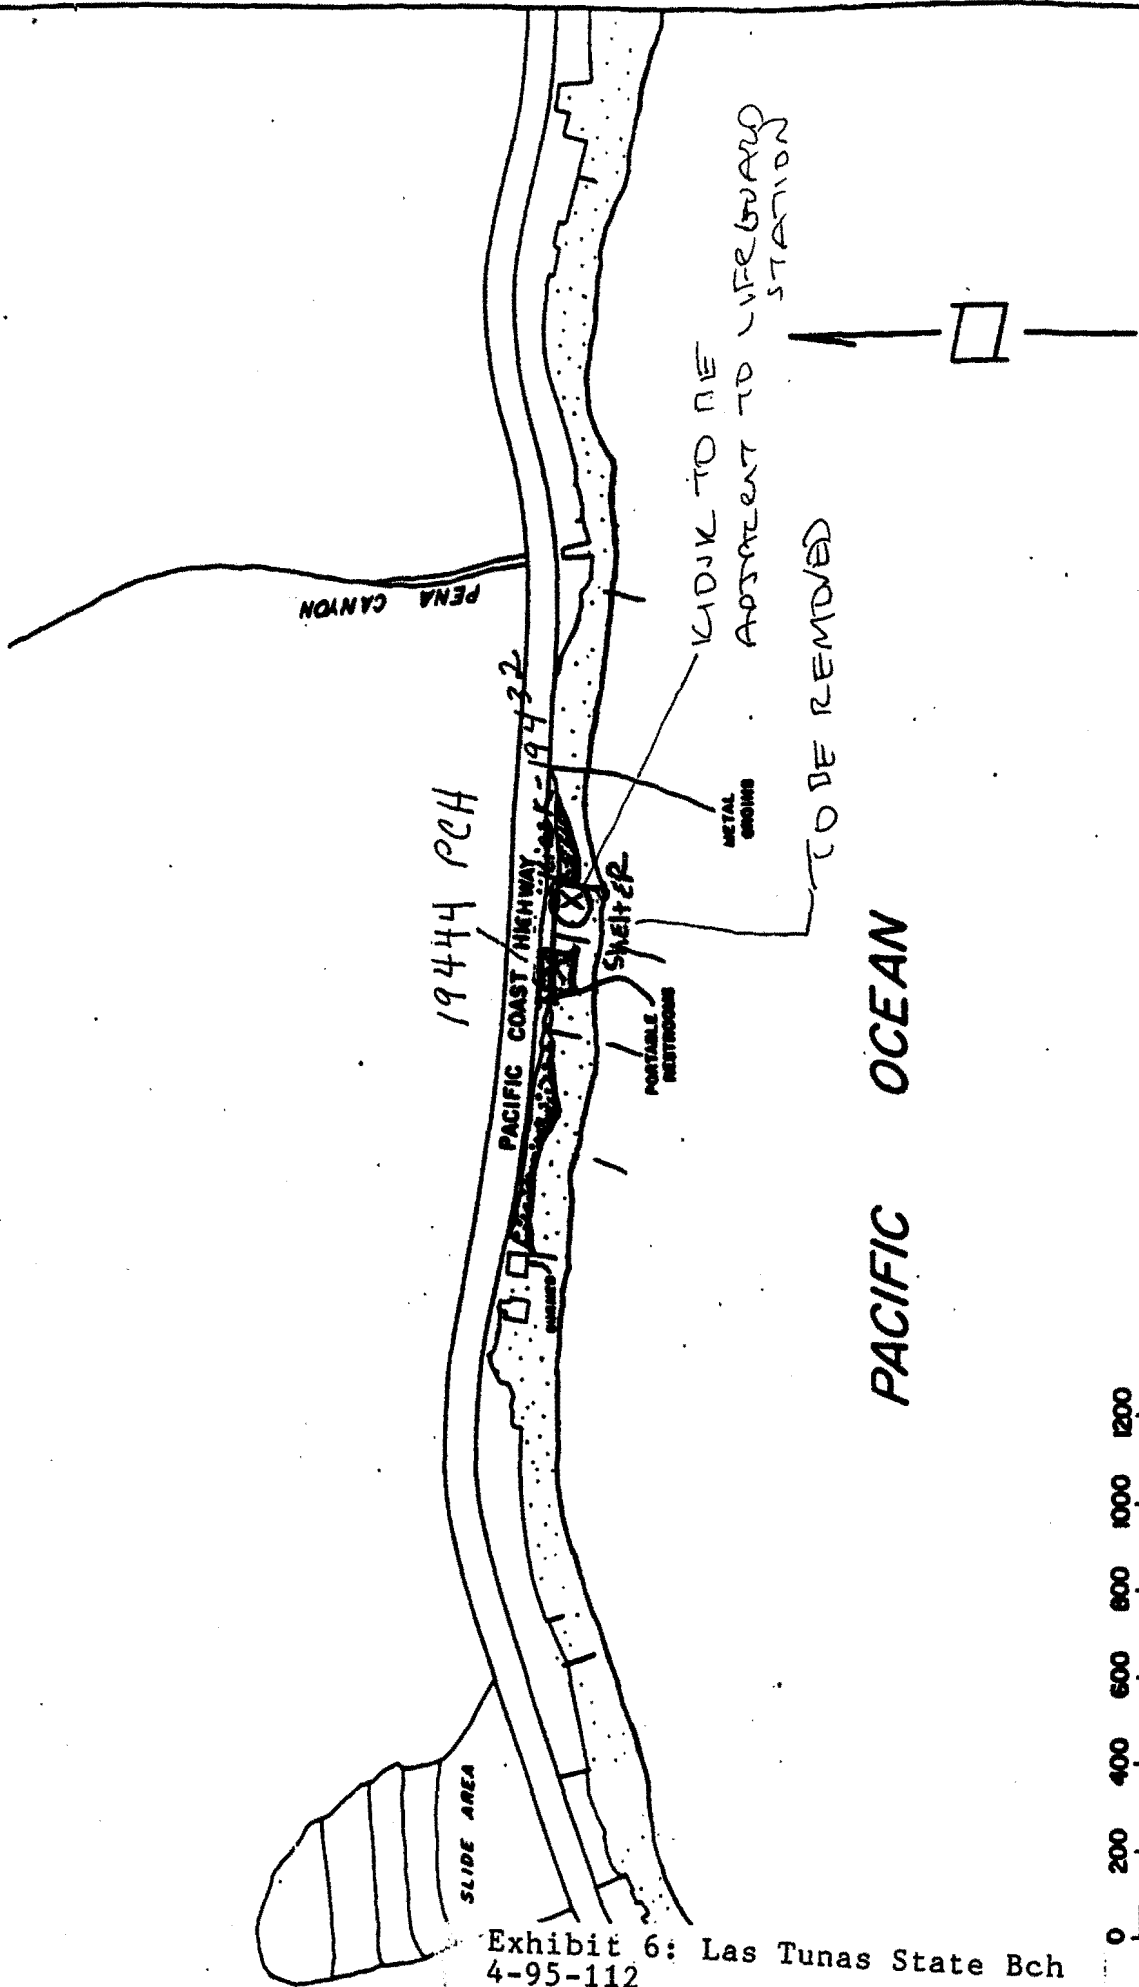 PENA CANYON
19444 PCH
19432
PACIFIC COAST HIGHWAY
SHELTER
KIOSK TO BE
ADJACENT TO LIFEGUARD
STATION
TO BE REMOVED
METAL
GROINS
PORTABLE
RESTROOMS
SLIDE AREA
PACIFIC OCEAN
N
0 200 400 600 800 1000 1200
Exhibit 6: Las Tunas State Bch
4-95-112